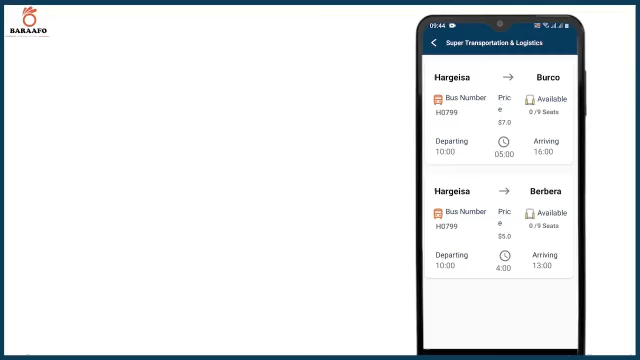 BARAAFO
09:44
Super Transportation & Logistics
Hargeisa → Burco
Bus Number
H0799
Pric
e
$7.0
Available
0 /9 Seats
Departing
10:00
05:00
Arriving
16:00
Hargeisa → Berbera
Bus Number
H0799
Pric
e
$5.0
Available
0 /9 Seats
Departing
10:00
4:00
Arriving
13:00